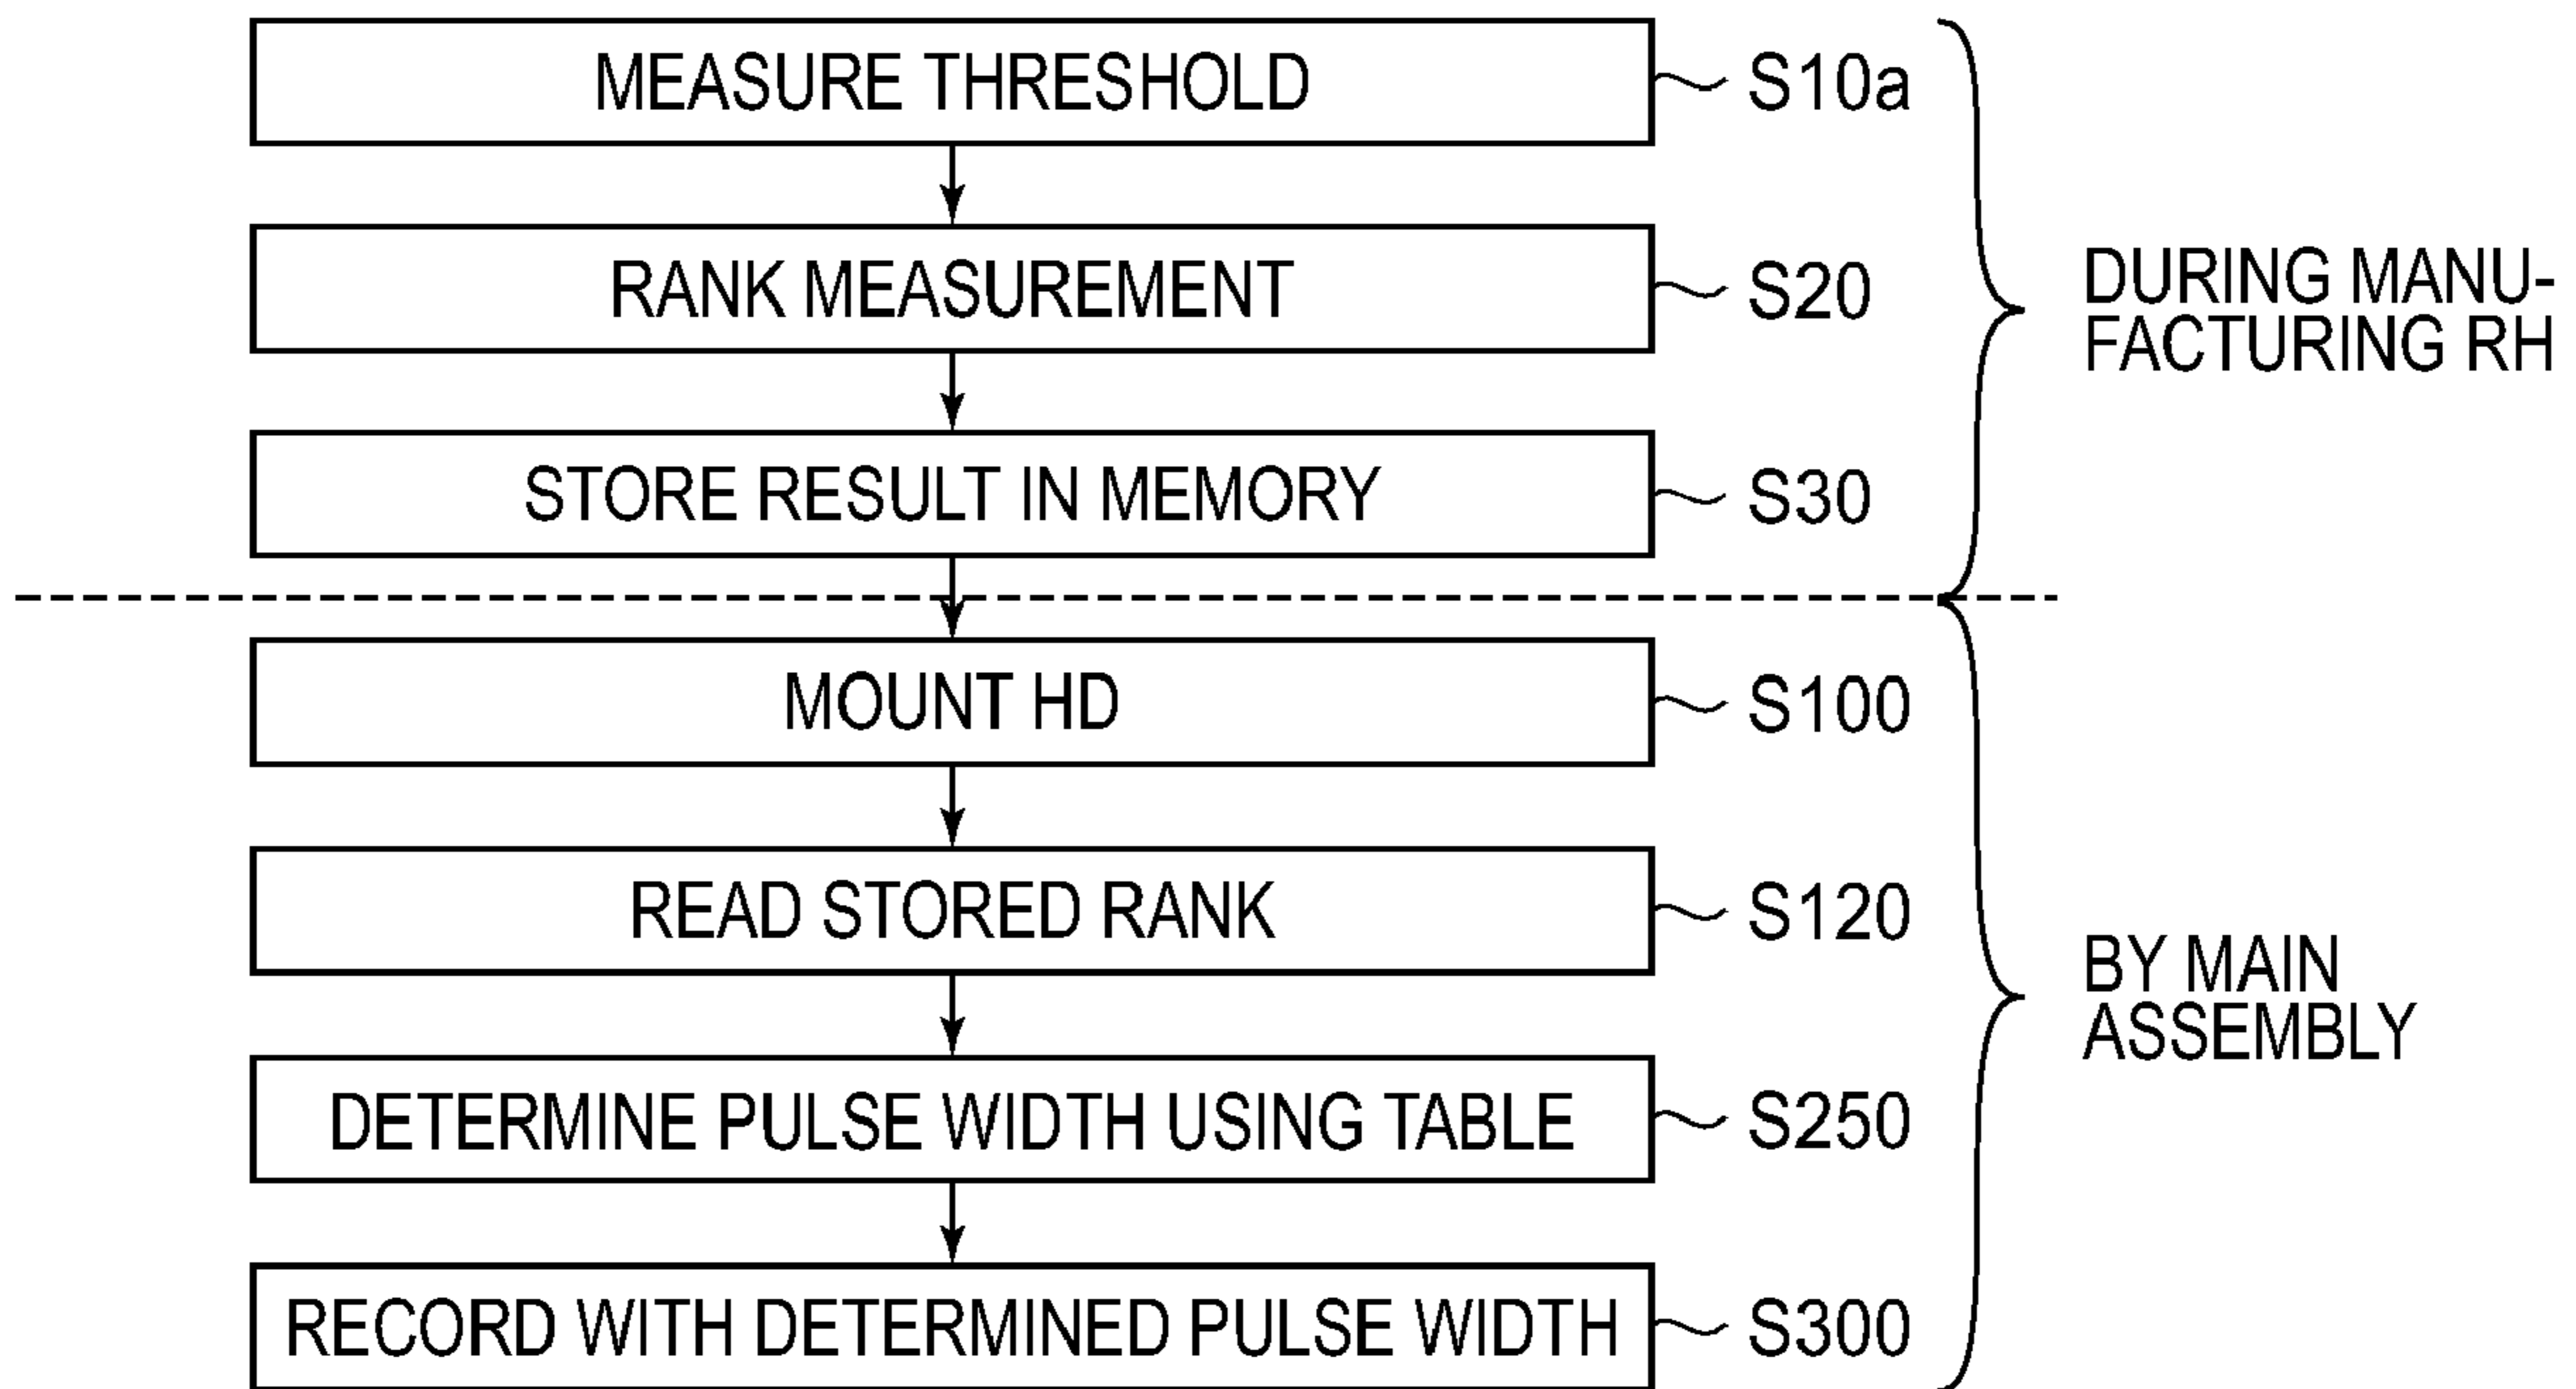 MEASURE THRESHOLD
S10a
RANK MEASUREMENT
S20
DURING MANU-
FACTURING RH
STORE RESULT IN MEMORY
S30
MOUNT HD
S100
READ STORED RANK
S120
BY MAIN
ASSEMBLY
DETERMINE PULSE WIDTH USING TABLE
S250
RECORD WITH DETERMINED PULSE WIDTH
S300